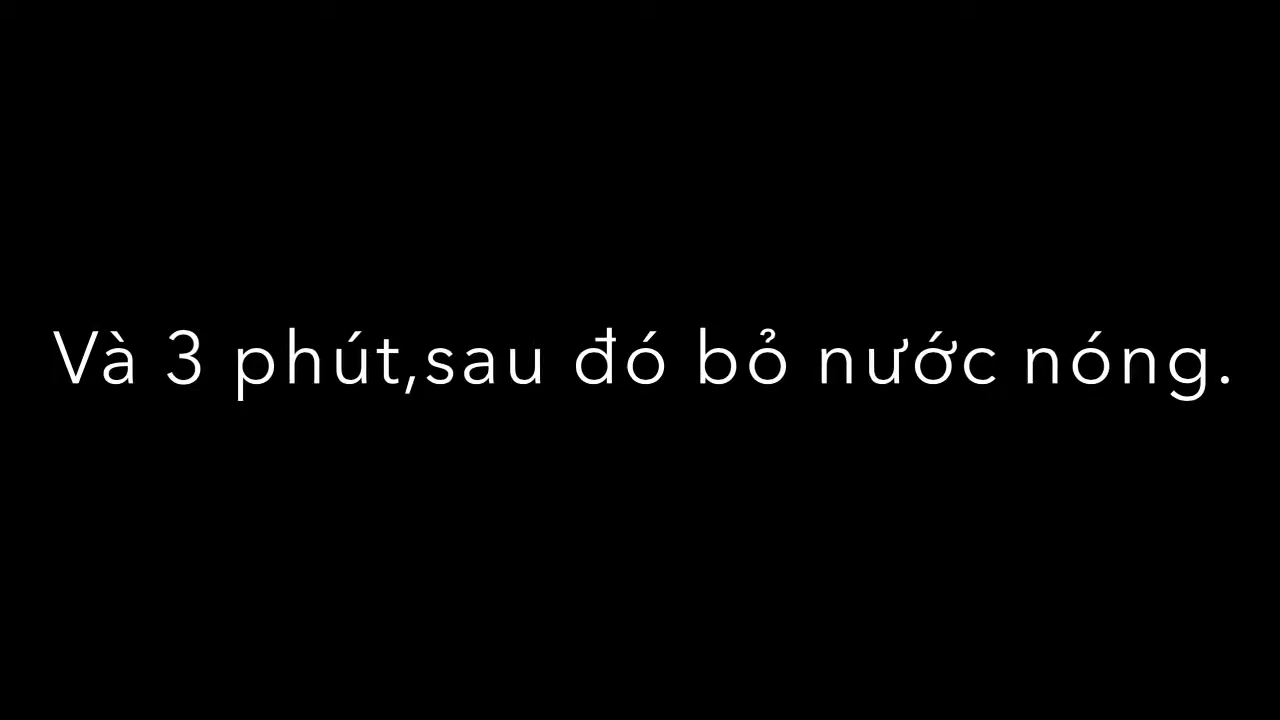 Và 3 phút,sau đó bỏ nước nóng.